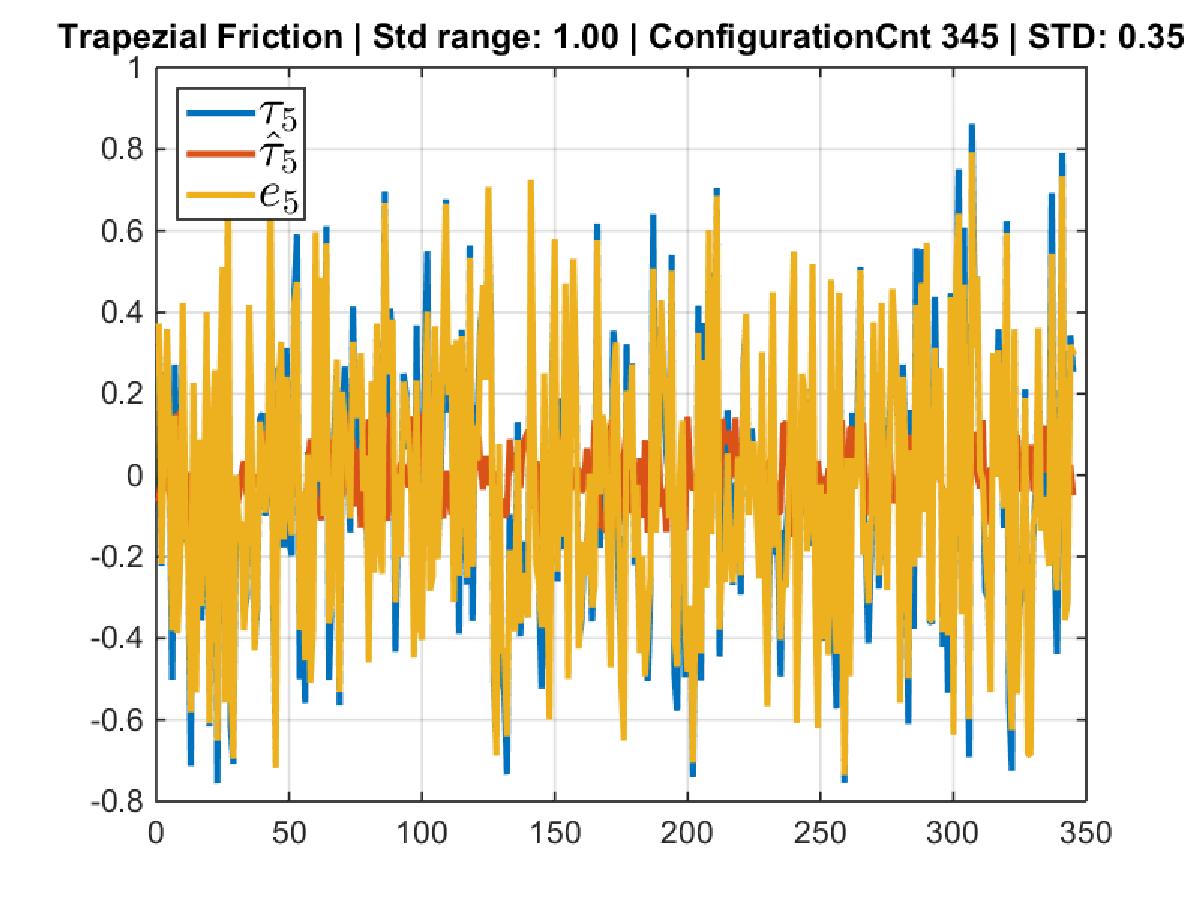 Trapezial Friction | Std range: 1.00 | ConfigurationCnt 345 | STD: 0.35
1
0.8
0.6
0.4
0.2
0
-0.2
-0.4
-0.6
-0.8
τ₅
τ̂₅
e₅
0 50 100 150 200 250 300 350